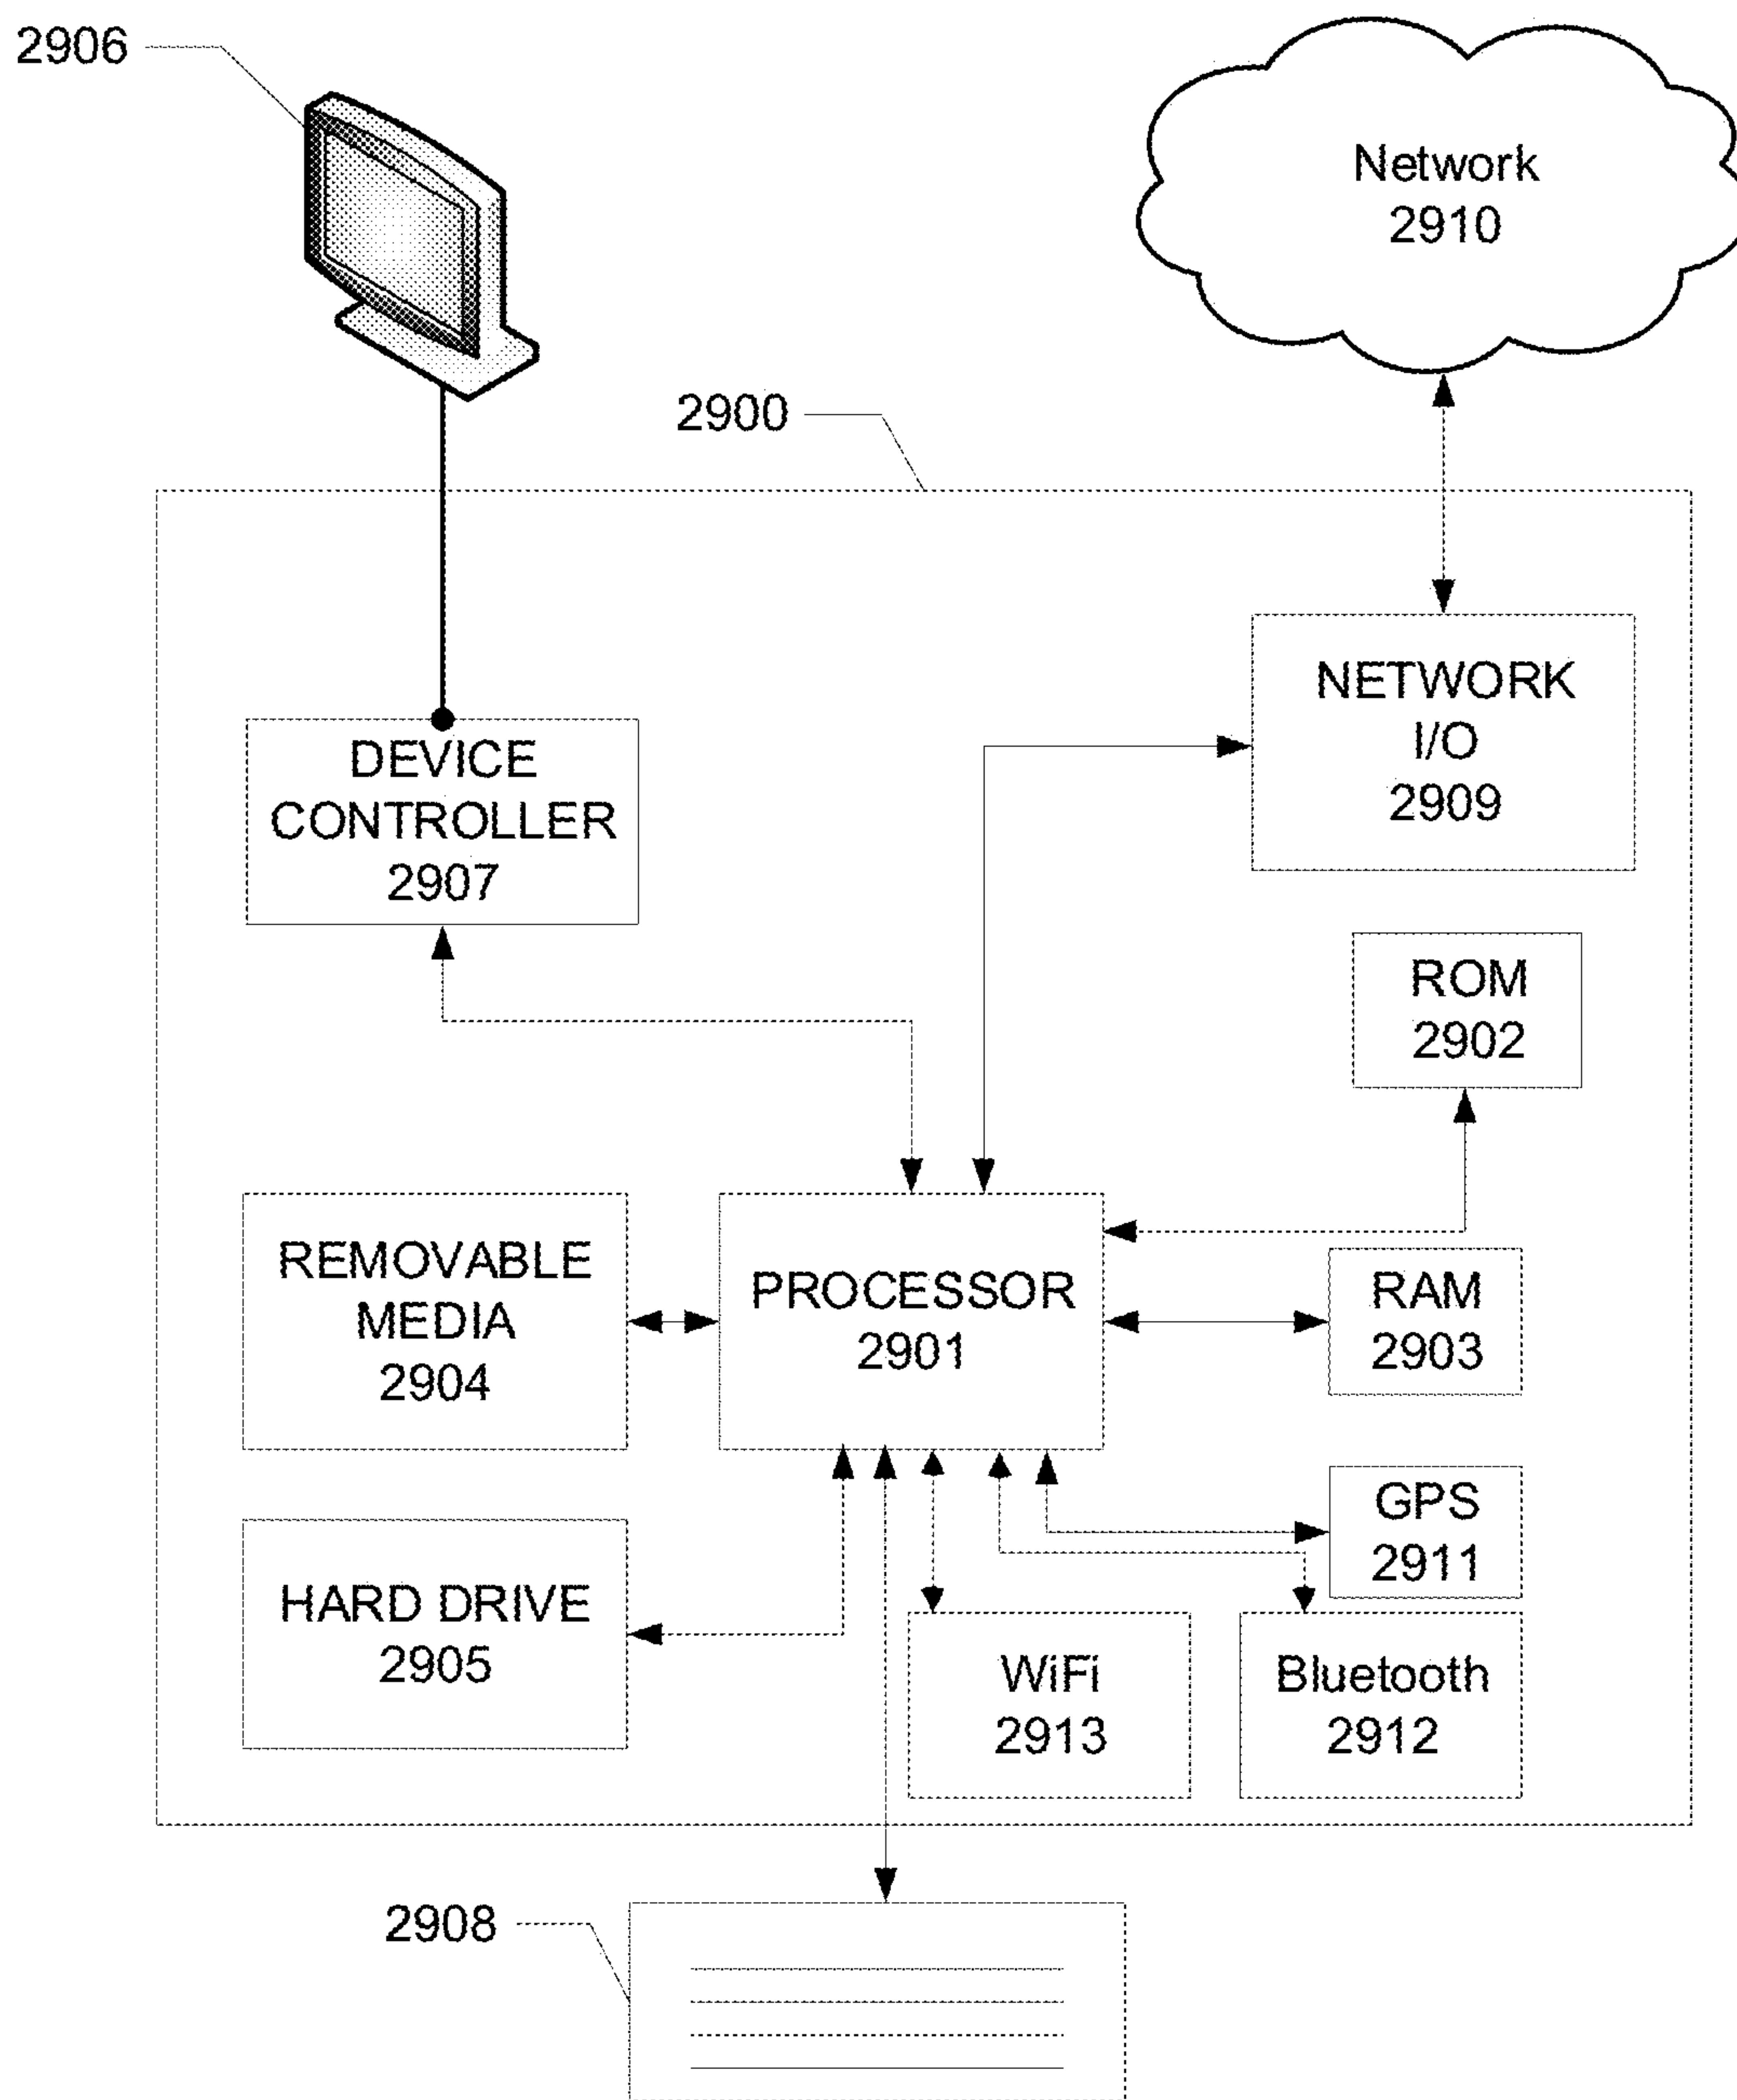 2906
Network
2910
2900
NETWORK
I/O
2909
DEVICE
CONTROLLER
2907
ROM
2902
REMOVABLE
MEDIA
2904
PROCESSOR
2901
RAM
2903
GPS
2911
HARD DRIVE
2905
WiFi
2913
Bluetooth
2912
2908